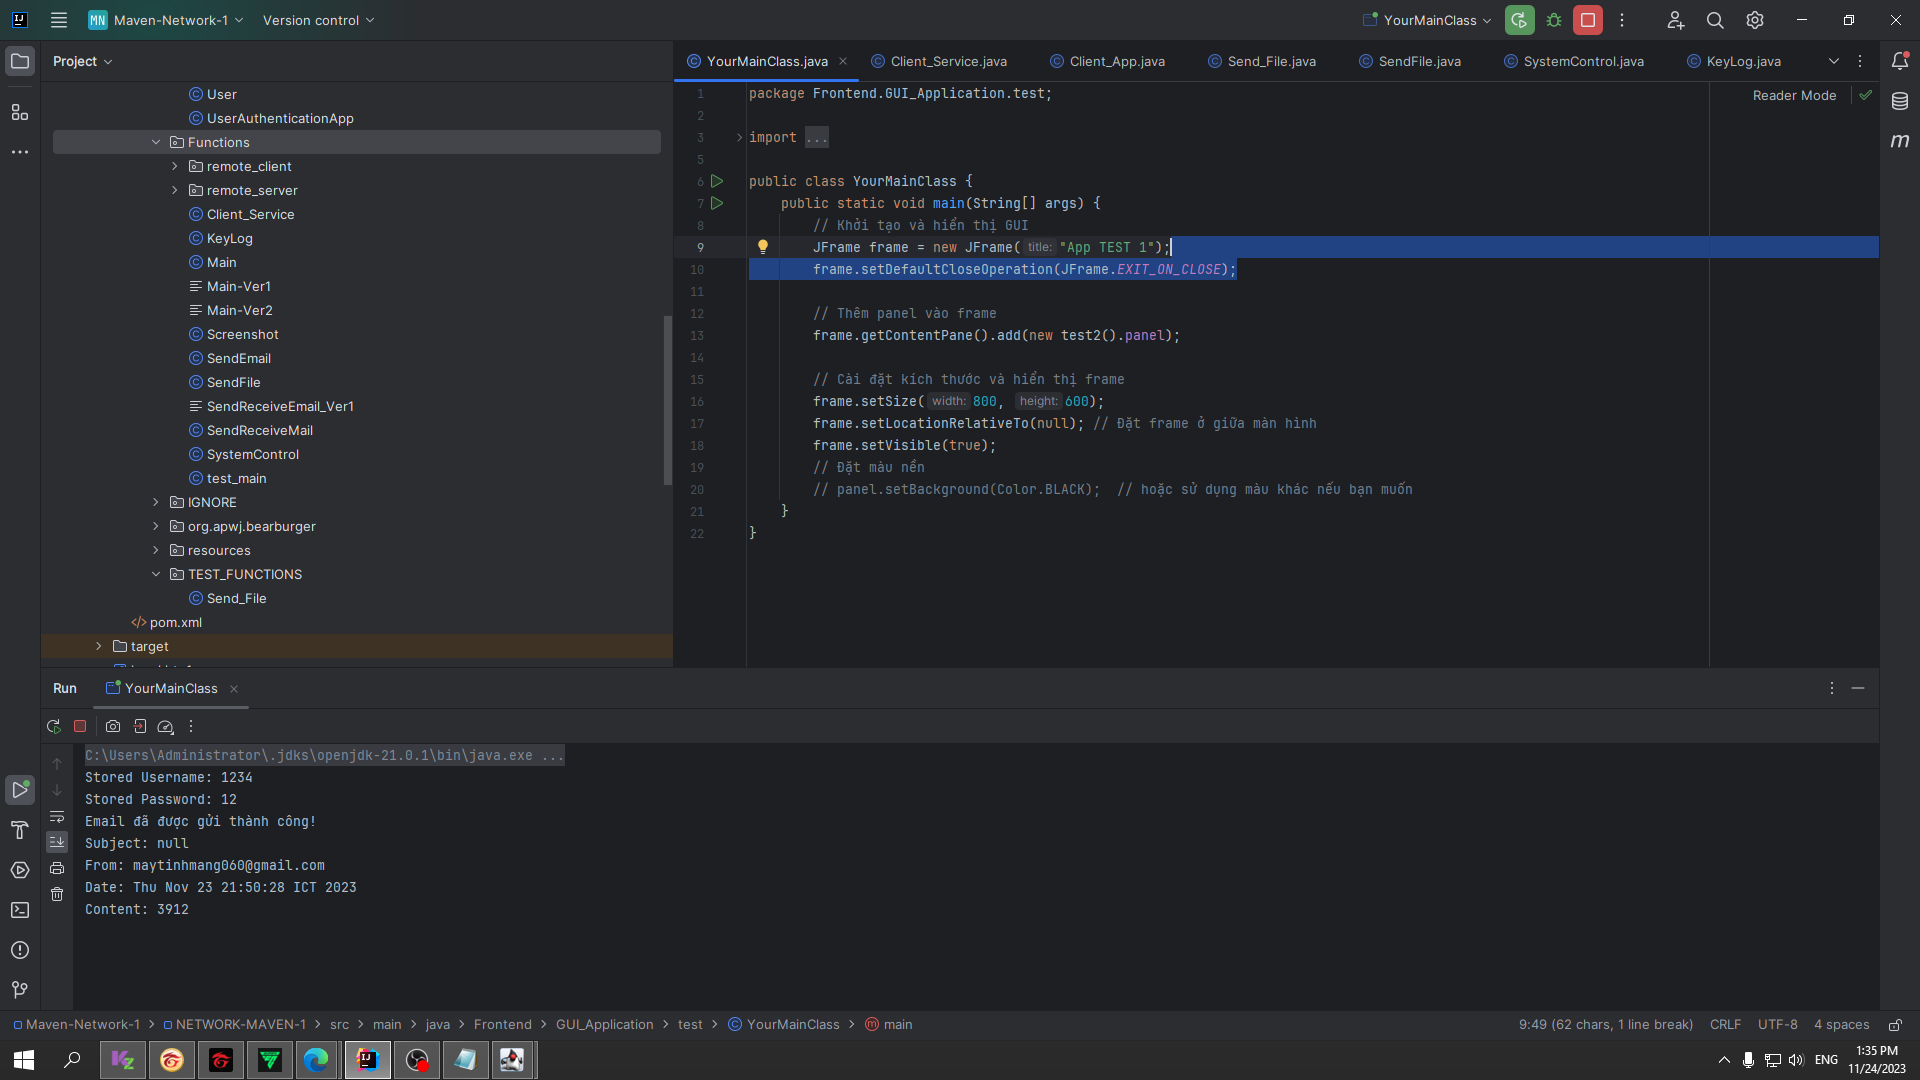 MN Maven-Network-1 Version control YourMainClass
Project
YourMainClass.java Client_Service.java Client_App.java Send_File.java SendFile.java SystemControl.java KeyLog.java
User
UserAuthenticationApp
Functions
remote_client
remote_server
Client_Service
KeyLog
Main
Main-Ver1
Main-Ver2
Screenshot
SendEmail
SendFile
SendReceiveEmail_Ver1
SendReceiveMail
SystemControl
test_main
IGNORE
org.apwj.bearburger
resources
TEST_FUNCTIONS
Send_File
pom.xml
target
Reader Mode
1 package Frontend.GUI_Application.test;
2
3 import ...
5
6 public class YourMainClass {
7 public static void main(String[] args) {
8 // Khởi tạo và hiển thị GUI
9 JFrame frame = new JFrame( title: "App TEST 1");
10 frame.setDefaultCloseOperation(JFrame.EXIT_ON_CLOSE);
11
12 // Thêm panel vào frame
13 frame.getContentPane().add(new test2().panel);
14
15 // Cài đặt kích thước và hiển thị frame
16 frame.setSize( width: 800, height: 600);
17 frame.setLocationRelativeTo(null); // Đặt frame ở giữa màn hình
18 frame.setVisible(true);
19 // Đặt màu nền
20 // panel.setBackground(Color.BLACK); // hoặc sử dụng màu khác nếu bạn muốn
21 }
22 }
Run YourMainClass
C:\Users\Administrator\.jdks\openjdk-21.0.1\bin\java.exe ...
Stored Username: 1234
Stored Password: 12
Email đã được gửi thành công!
Subject: null
From: maytinhmang060@gmail.com
Date: Thu Nov 23 21:50:28 ICT 2023
Content: 3912
Maven-Network-1 > NETWORK-MAVEN-1 > src > main > java > Frontend > GUI_Application > test > YourMainClass > main
9:49 (62 chars, 1 line break) CRLF UTF-8 4 spaces
ENG
1:35 PM
11/24/2023